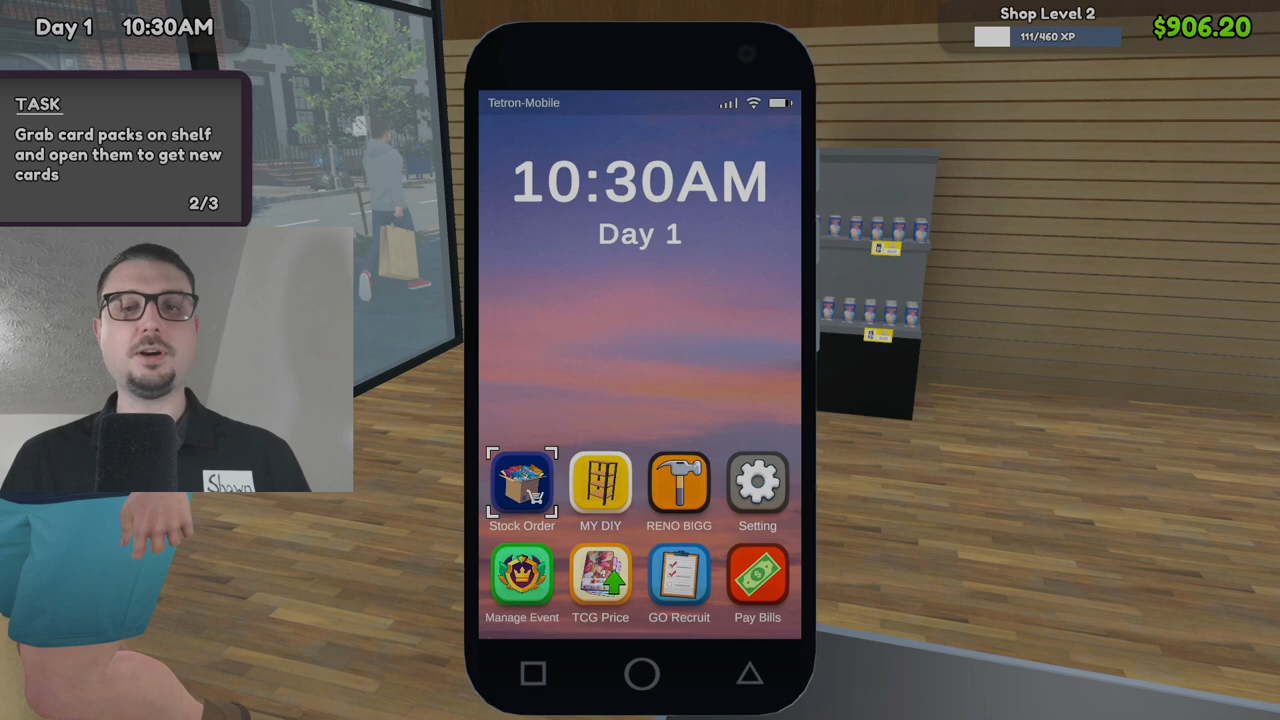 Day 1 10:30AM
Shop Level 2
111/460 XP
$906.20
TASK
Grab card packs on shelf
and open them to get new
cards
2/3
Tetron-Mobile
10:30AM
Day 1
Stock Order
MY DIY
RENO BIGG
Setting
Manage Event
TCG Price
GO Recruit
Pay Bills
Shawn